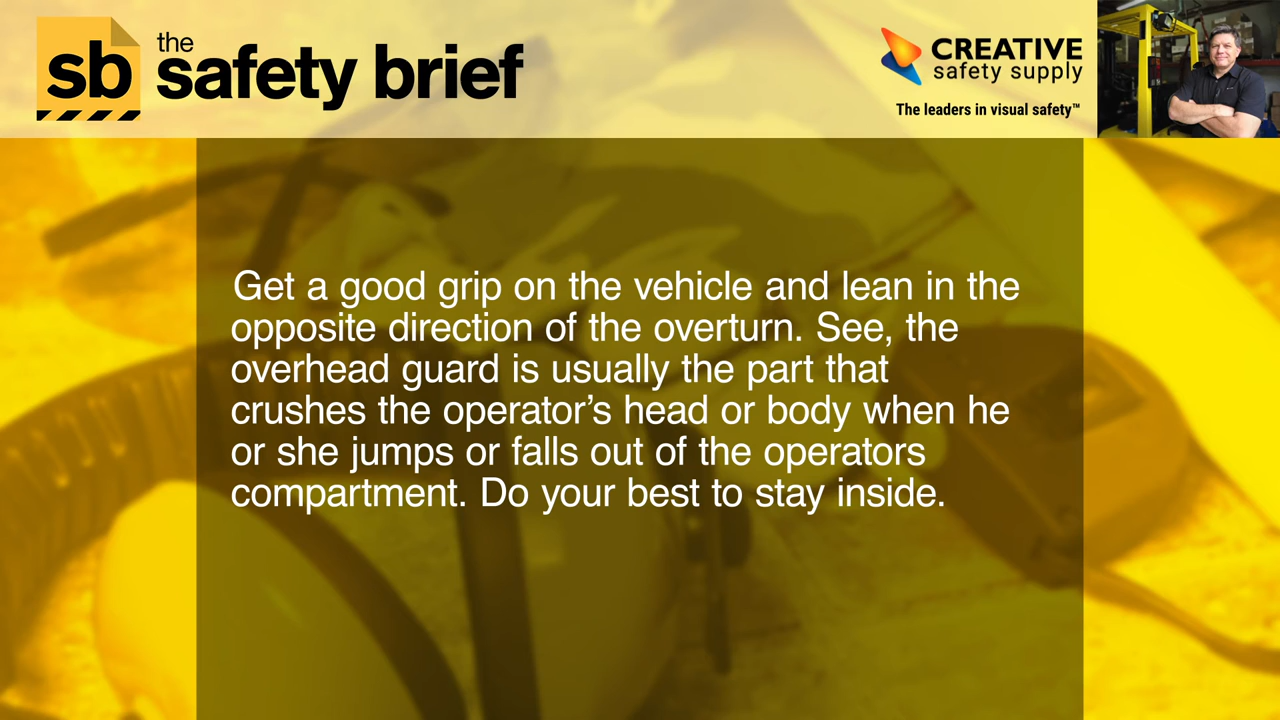 sb
the
safety brief
CREATIVE
safety supply
The leaders in visual safety™
Get a good grip on the vehicle and lean in the
opposite direction of the overturn. See, the
overhead guard is usually the part that
crushes the operator’s head or body when he
or she jumps or falls out of the operators
compartment. Do your best to stay inside.